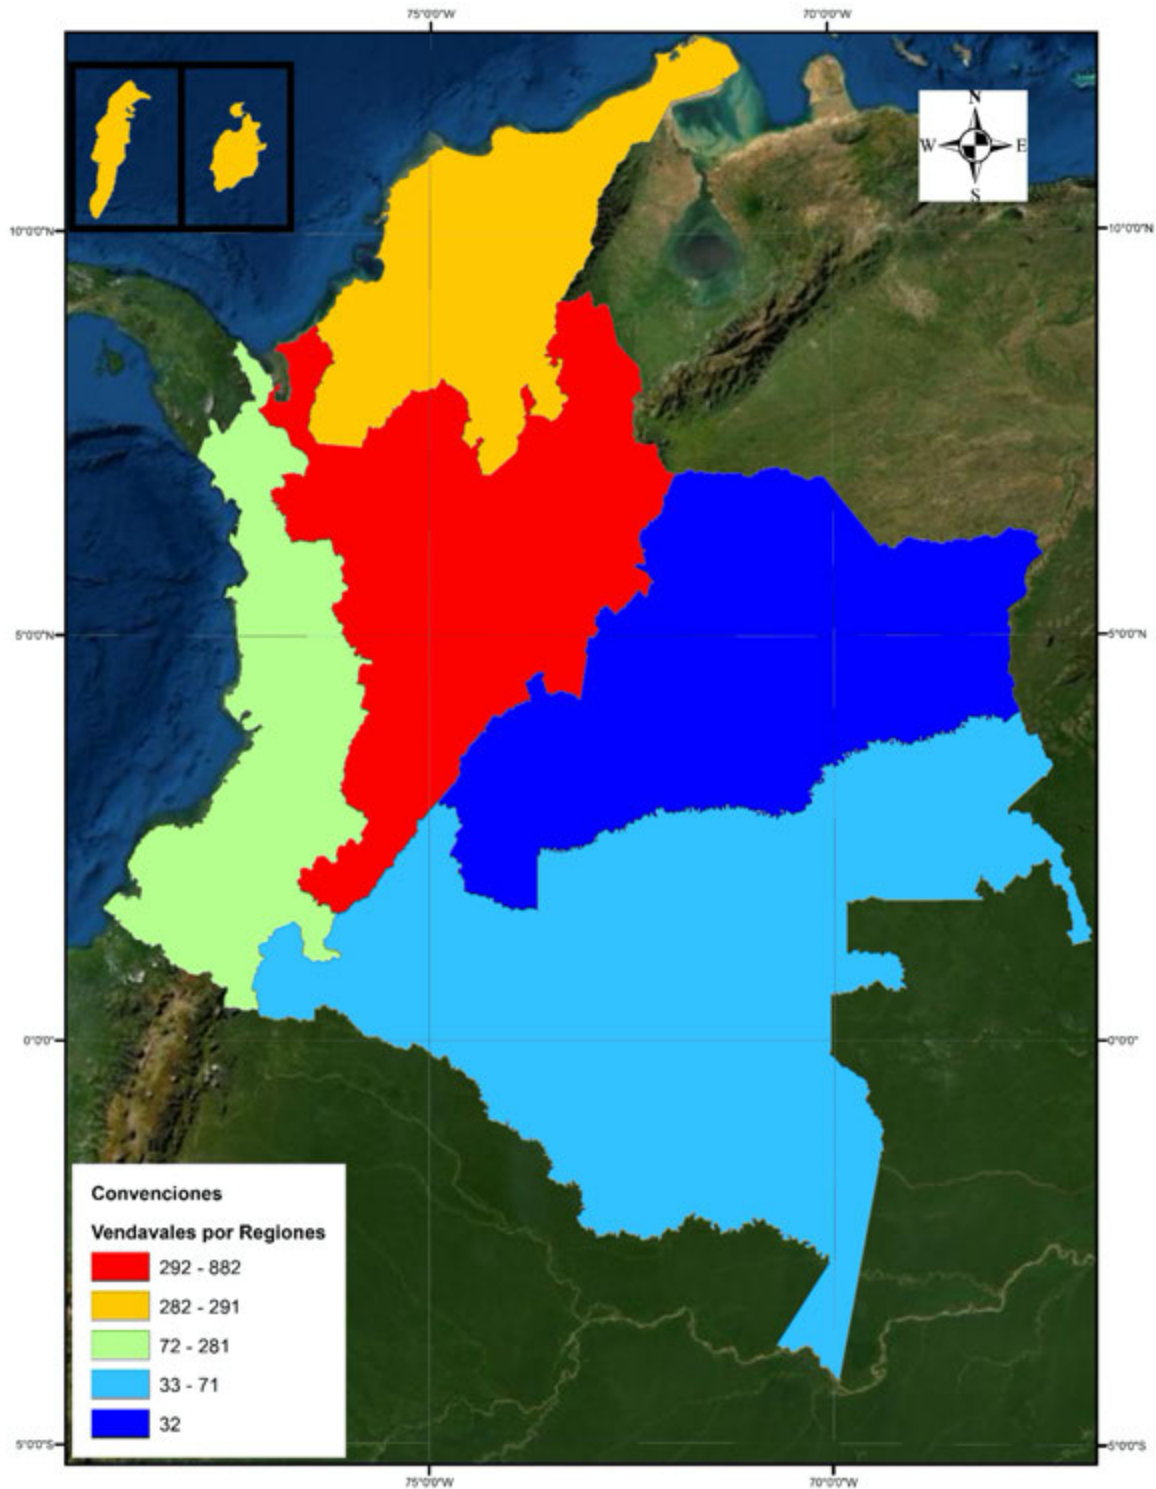 75°0'0"W
70°0'0"W
N
W
E
S
10°0'0"N
10°0'0"N
5°0'0"N
5°0'0"N
0°0'0"
0°0'0"
Convenciones
Vendavales por Regiones
292 - 882
282 - 291
72 - 281
33 - 71
32
5°0'0"S
5°0'0"S
75°0'0"W
70°0'0"W